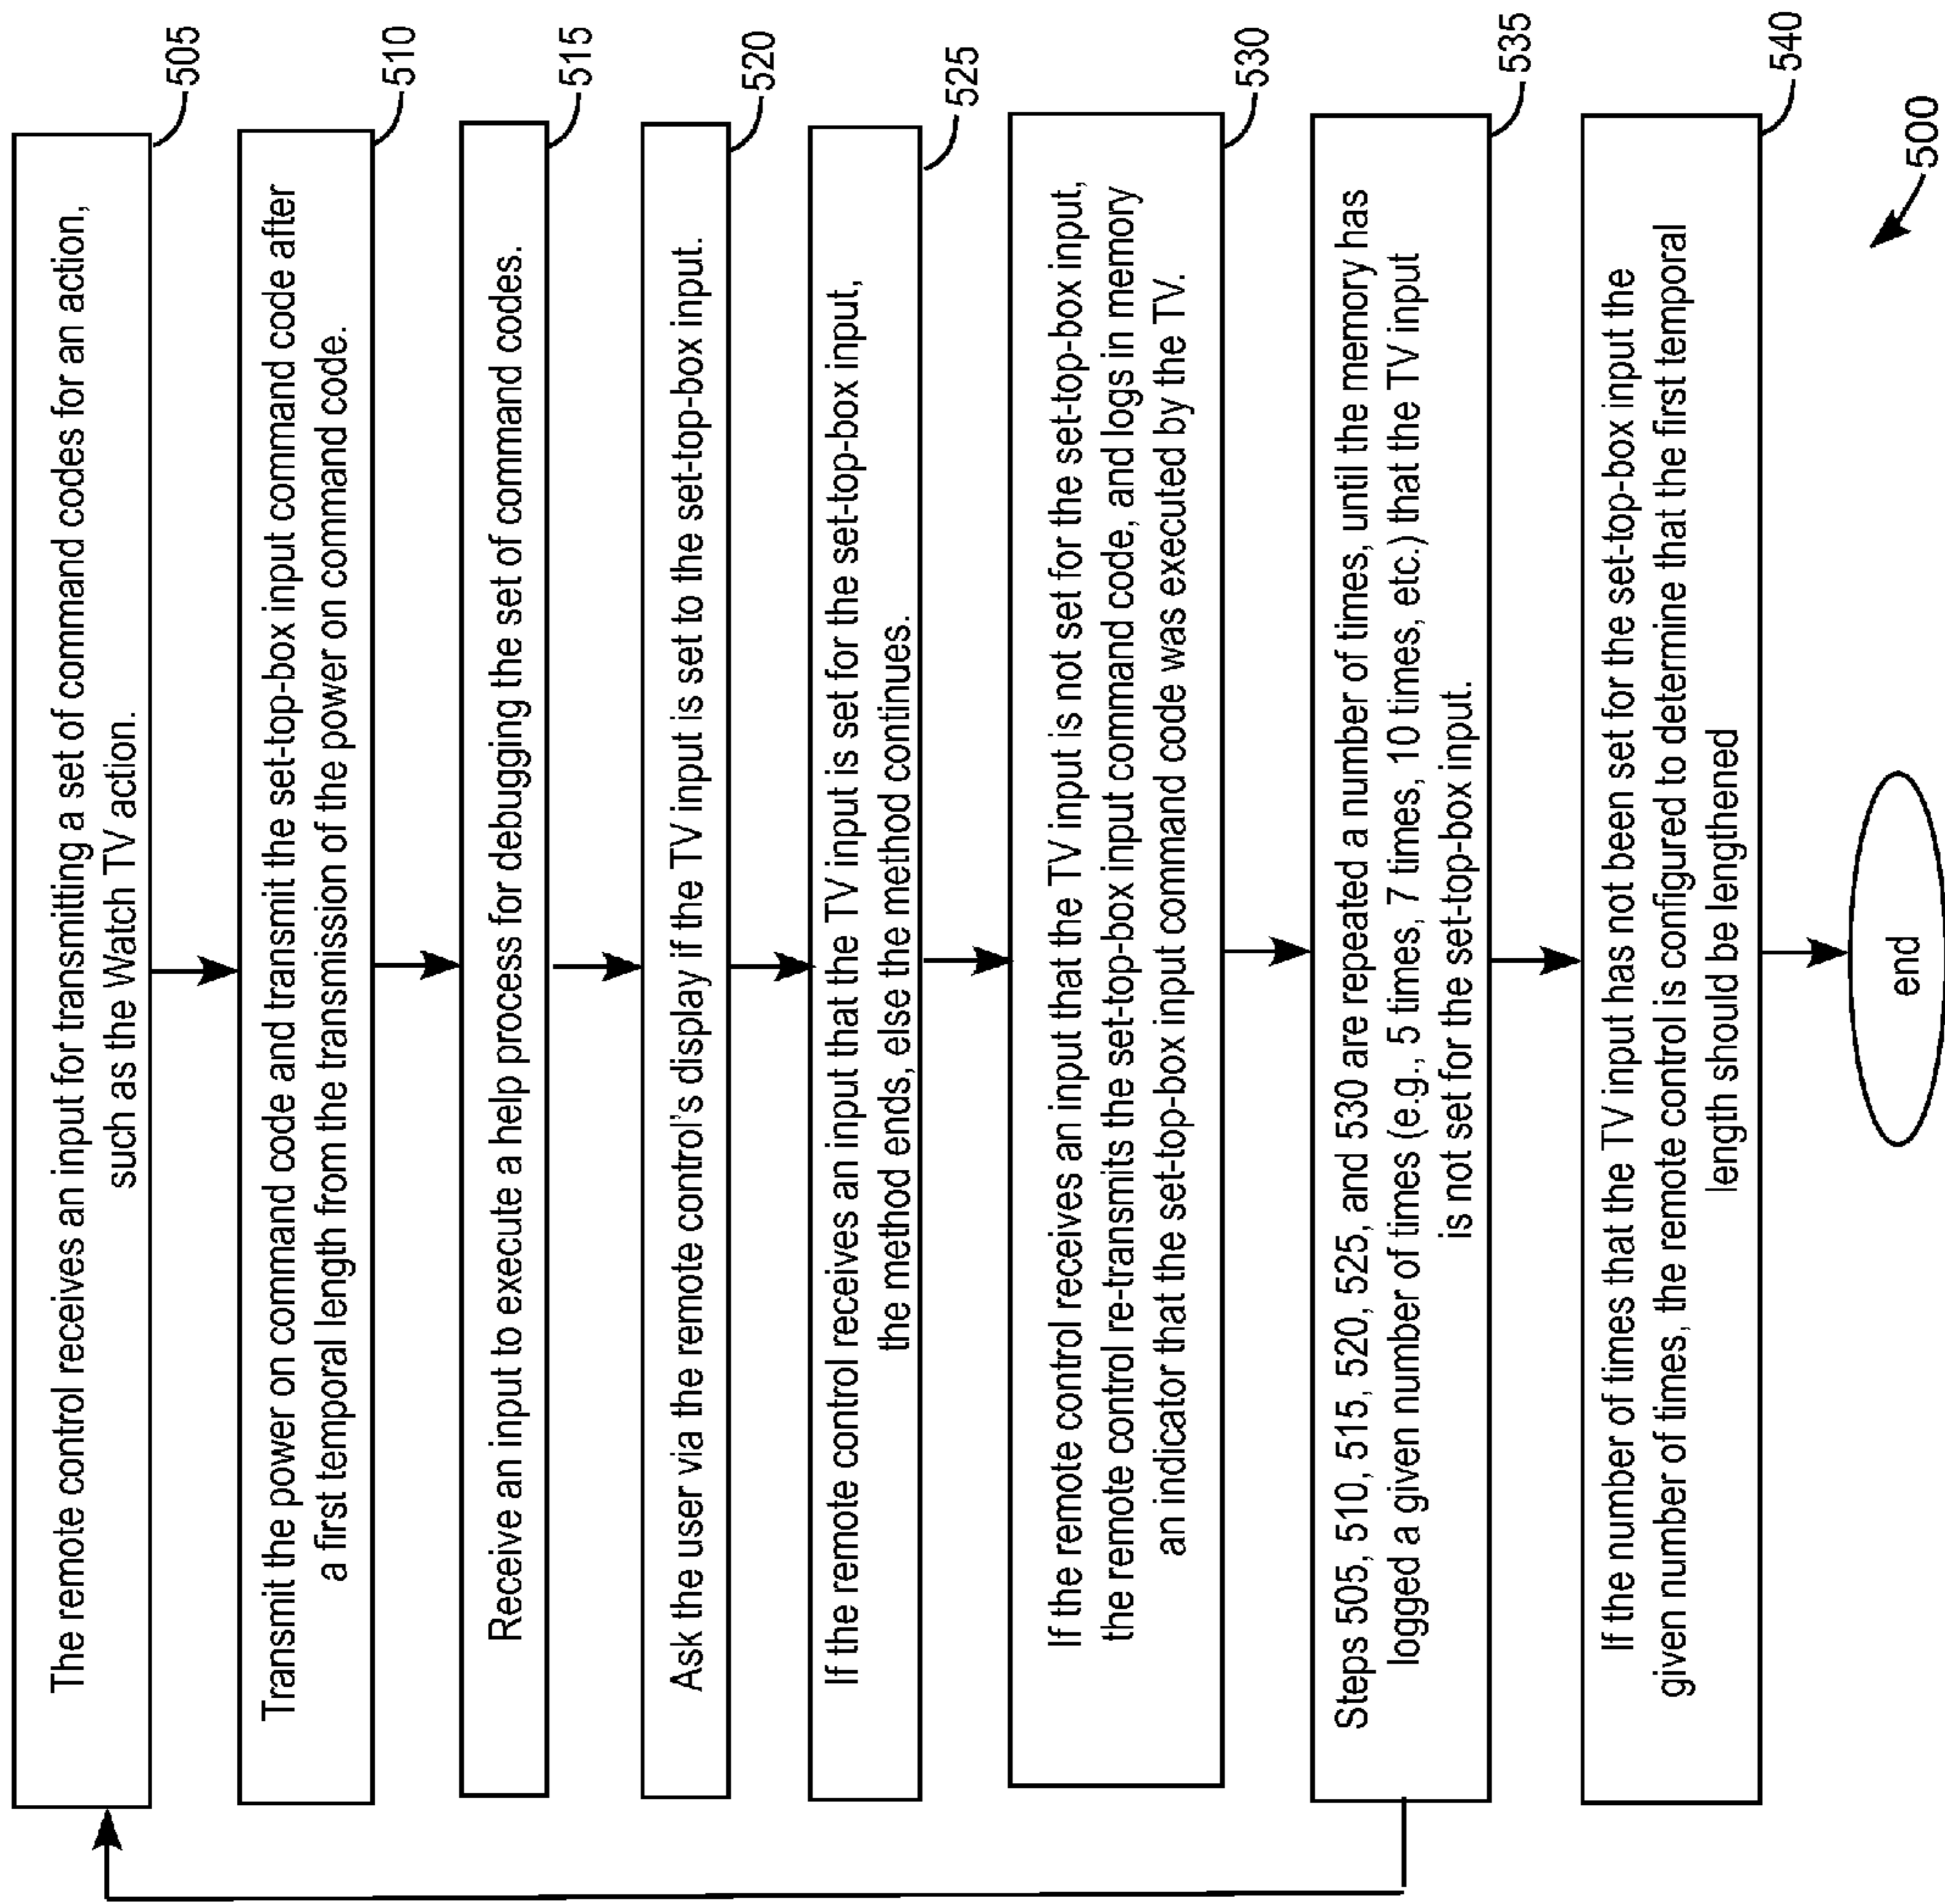 The remote control receives an input for transmitting a set of command codes for an action,
such as the Watch TV action.
505
Transmit the power on command code and transmit the set-top-box input command code after
a first temporal length from the transmission of the power on command code.
510
Receive an input to execute a help process for debugging the set of command codes.
515
Ask the user via the remote control's display if the TV input is set to the set-top-box input.
520
If the remote control receives an input that the TV input is set for the set-top-box input,
the method ends, else the method continues.
525
If the remote control receives an input that the TV input is not set for the set-top-box input,
the remote control re-transmits the set-top-box input command code, and logs in memory
an indicator that the set-top-box input command code was executed by the TV.
530
Steps 505, 510, 515, 520, 525, and 530 are repeated a number of times, until the memory has
logged a given number of times (e.g., 5 times, 7 times, 10 times, etc.) that the TV input
is not set for the set-top-box input.
535
If the number of times that the TV input has not been set for the set-top-box input the
given number of times, the remote control is configured to determine that the first temporal
length should be lengthened
540
end
500